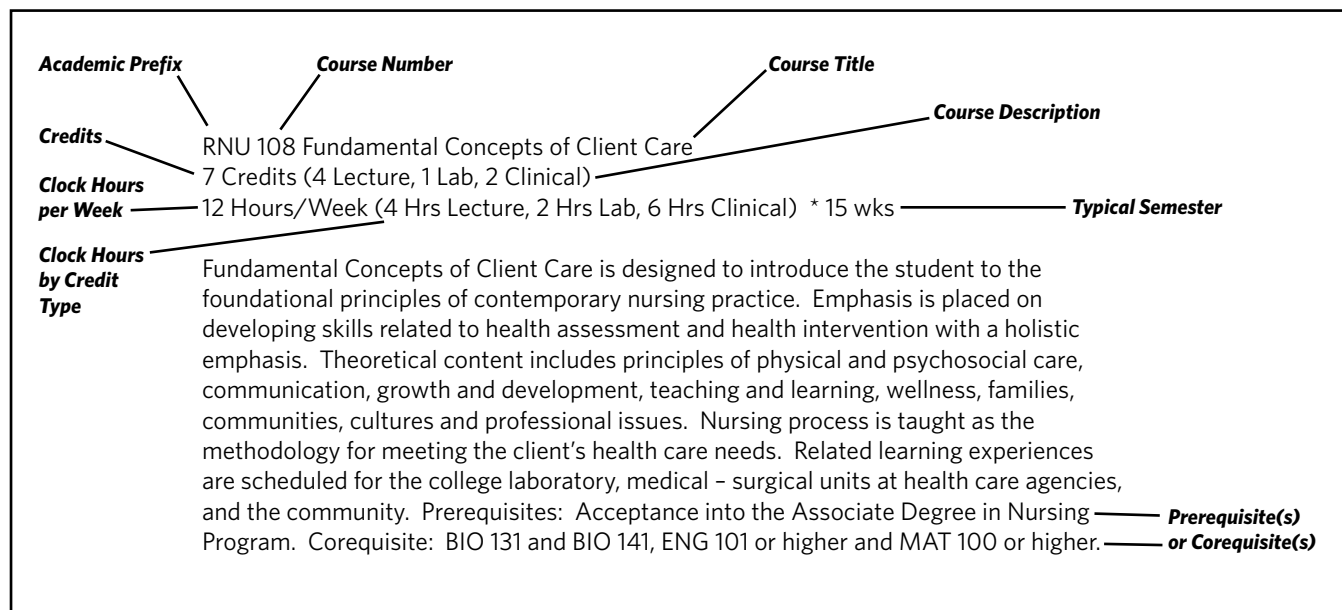 Academic Prefix
Course Number
Course Title
Course Description
Credits
RNU 108 Fundamental Concepts of Client Care
7 Credits (4 Lecture, 1 Lab, 2 Clinical)
Clock Hours
per Week
12 Hours/Week (4 Hrs Lecture, 2 Hrs Lab, 6 Hrs Clinical) * 15 wks
Typical Semester
Clock Hours
by Credit
Type
Fundamental Concepts of Client Care is designed to introduce the student to the
foundational principles of contemporary nursing practice. Emphasis is placed on
developing skills related to health assessment and health intervention with a holistic
emphasis. Theoretical content includes principles of physical and psychosocial care,
communication, growth and development, teaching and learning, wellness, families,
communities, cultures and professional issues. Nursing process is taught as the
methodology for meeting the client's health care needs. Related learning experiences
are scheduled for the college laboratory, medical – surgical units at health care agencies,
and the community. Prerequisites: Acceptance into the Associate Degree in Nursing
Program. Corequisite: BIO 131 and BIO 141, ENG 101 or higher and MAT 100 or higher.
Prerequisite(s)
or Corequisite(s)